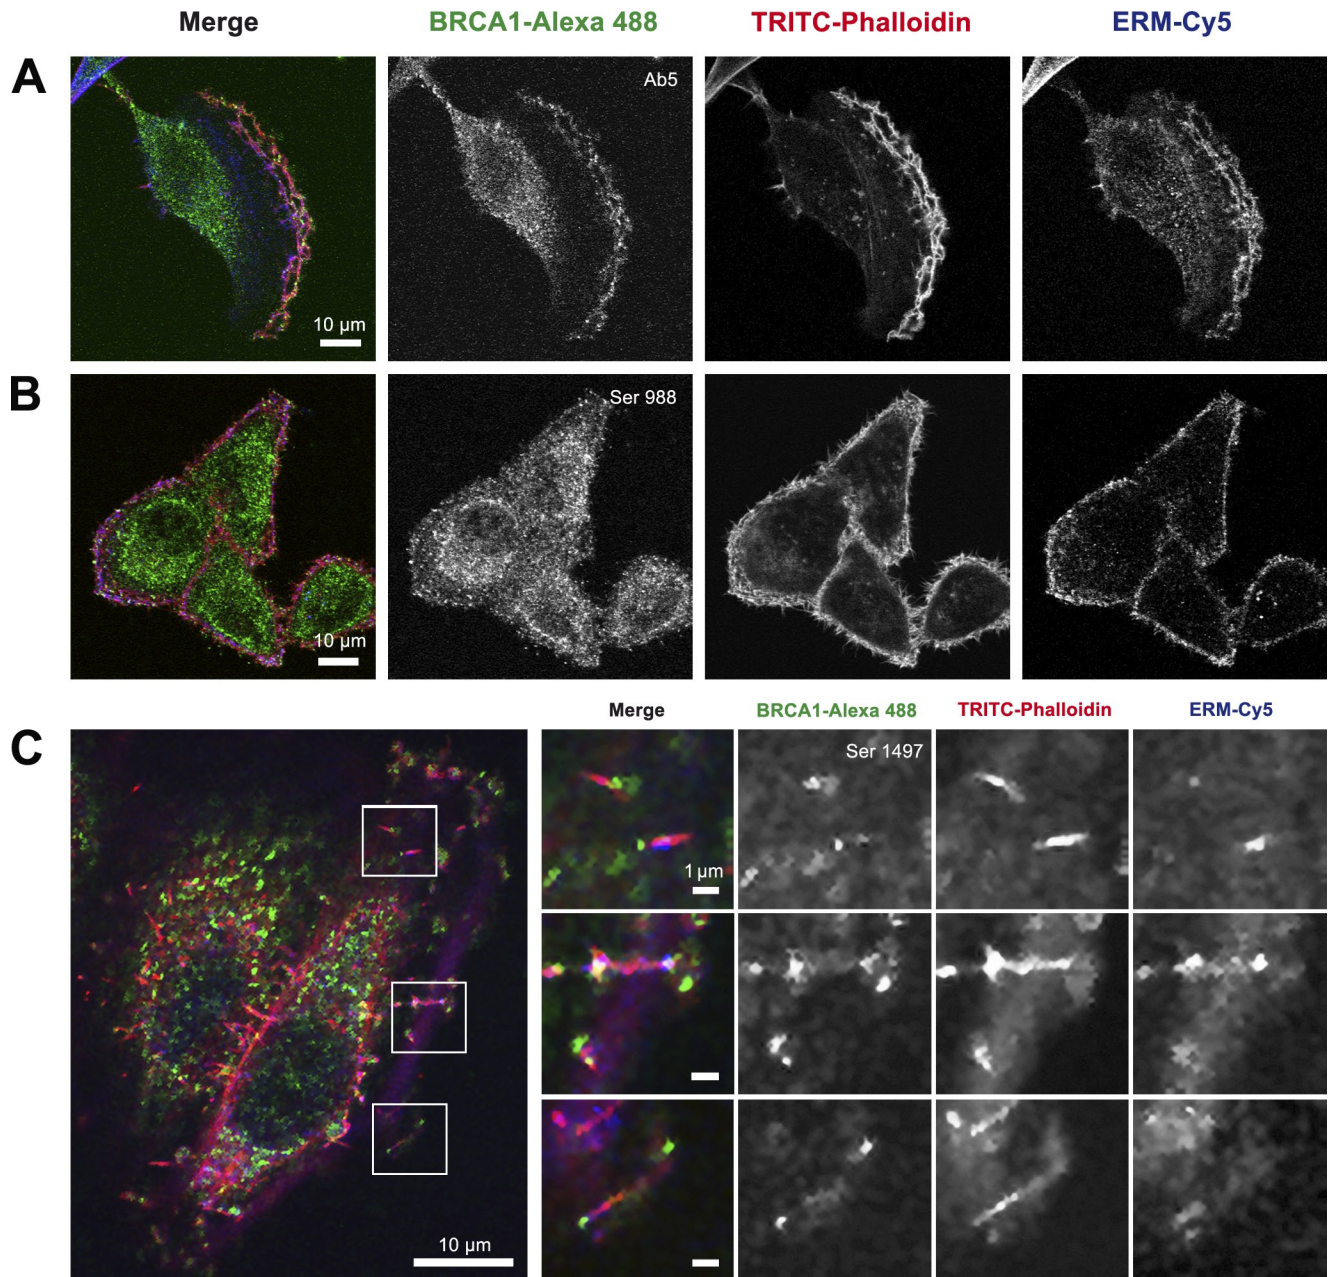 Merge BRCA1-Alexa 488 TRITC-Phalloidin ERM-Cy5
A
Ab5
10 µm
B
Ser 988
10 µm
Merge BRCA1-Alexa 488 TRITC-Phalloidin ERM-Cy5
C
Ser 1497
1 µm
10 µm